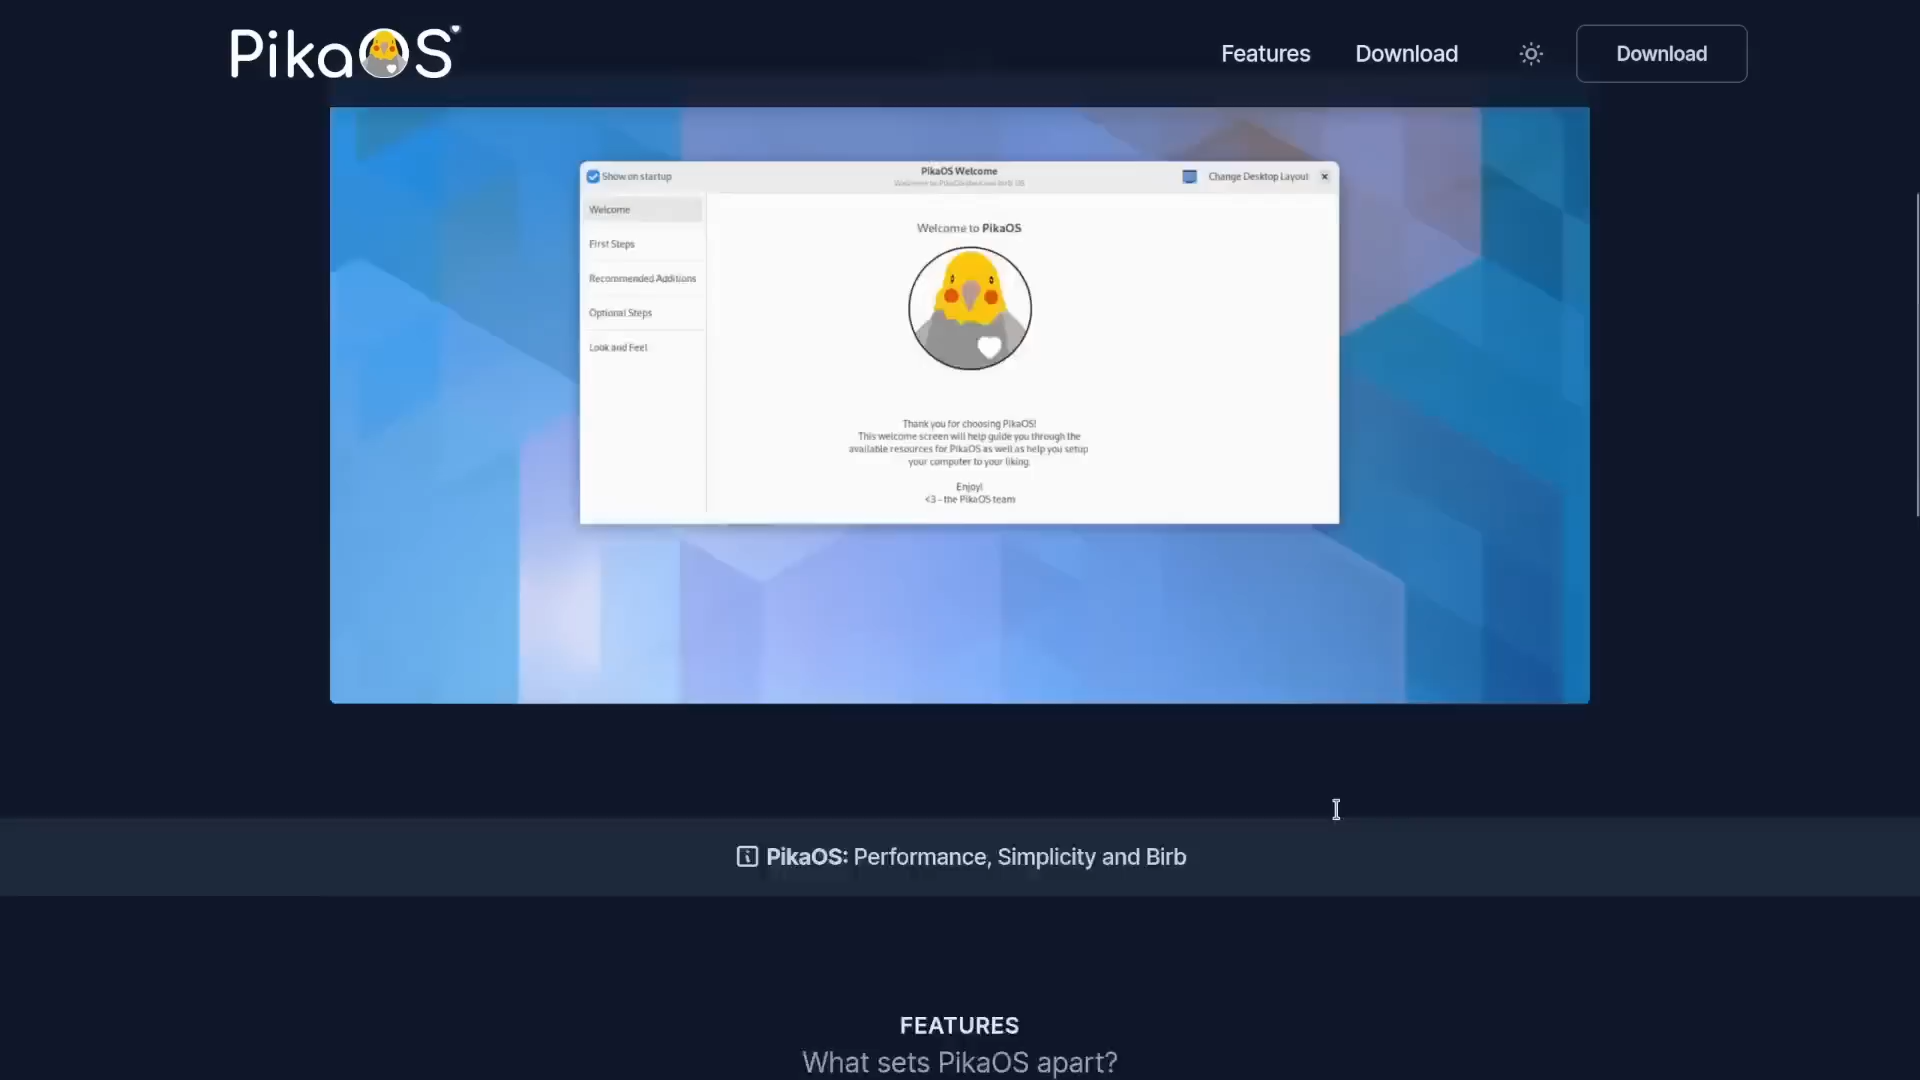 PikaOS
Features
Download
Download
Show on startup
PikaOS Welcome
Change Desktop Layout
Welcome
First Steps
Recommended Additions
Optional Steps
Look and Feel
Welcome to PikaOS
Thank you for choosing PikaOS!
This welcome screen will help guide you through the
available resources for PikaOS as well as help you setup
your computer to your liking.
Enjoy!
<3 - the PikaOS team
PikaOS: Performance, Simplicity and Birb
FEATURES
What sets PikaOS apart?